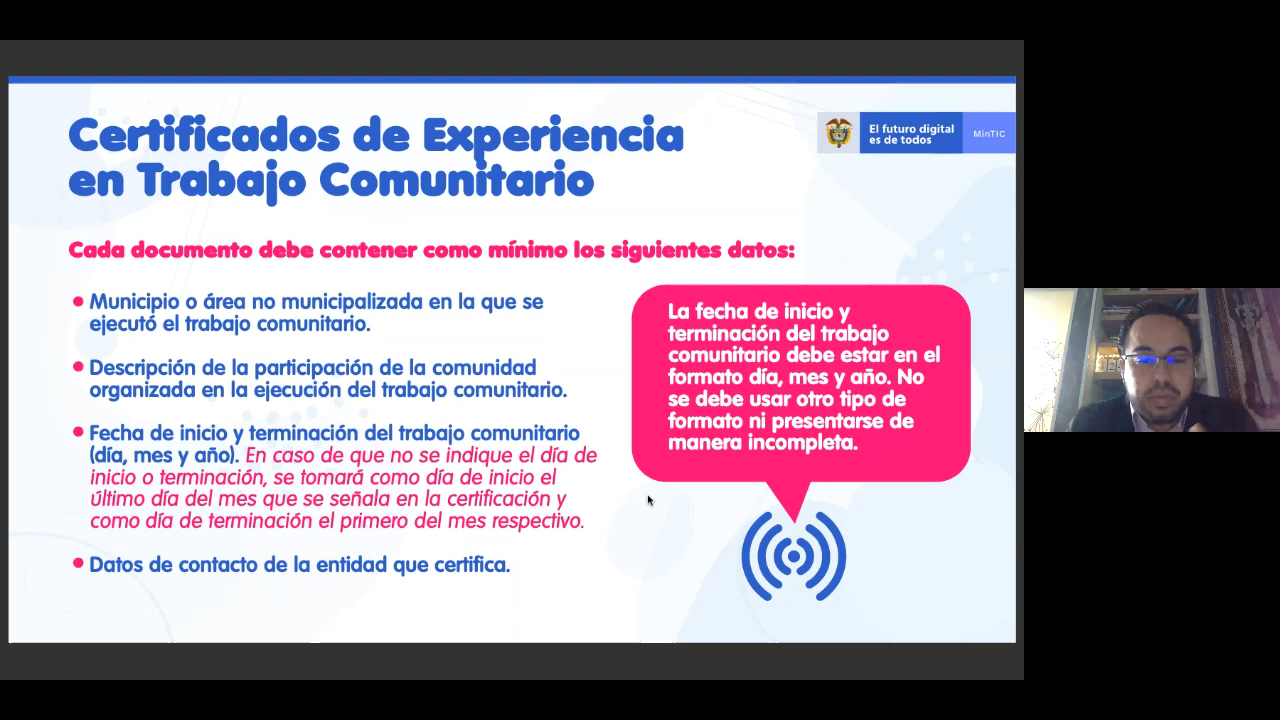 Certificados de Experiencia
en Trabajo Comunitario
El futuro digital
es de todos
MinTIC
Cada documento debe contener como mínimo los siguientes datos:
Municipio o área no municipalizada en la que se
ejecutó el trabajo comunitario.
Descripción de la participación de la comunidad
organizada en la ejecución del trabajo comunitario.
Fecha de inicio y terminación del trabajo comunitario
(día, mes y año). En caso de que no se indique el día de
inicio o terminación, se tomará como día de inicio el
último día del mes que se señala en la certificación y
como día de terminación el primero del mes respectivo.
Datos de contacto de la entidad que certifica.
La fecha de inicio y
terminación del trabajo
comunitario debe estar en el
formato día, mes y año. No
se debe usar otro tipo de
formato ni presentarse de
manera incompleta.